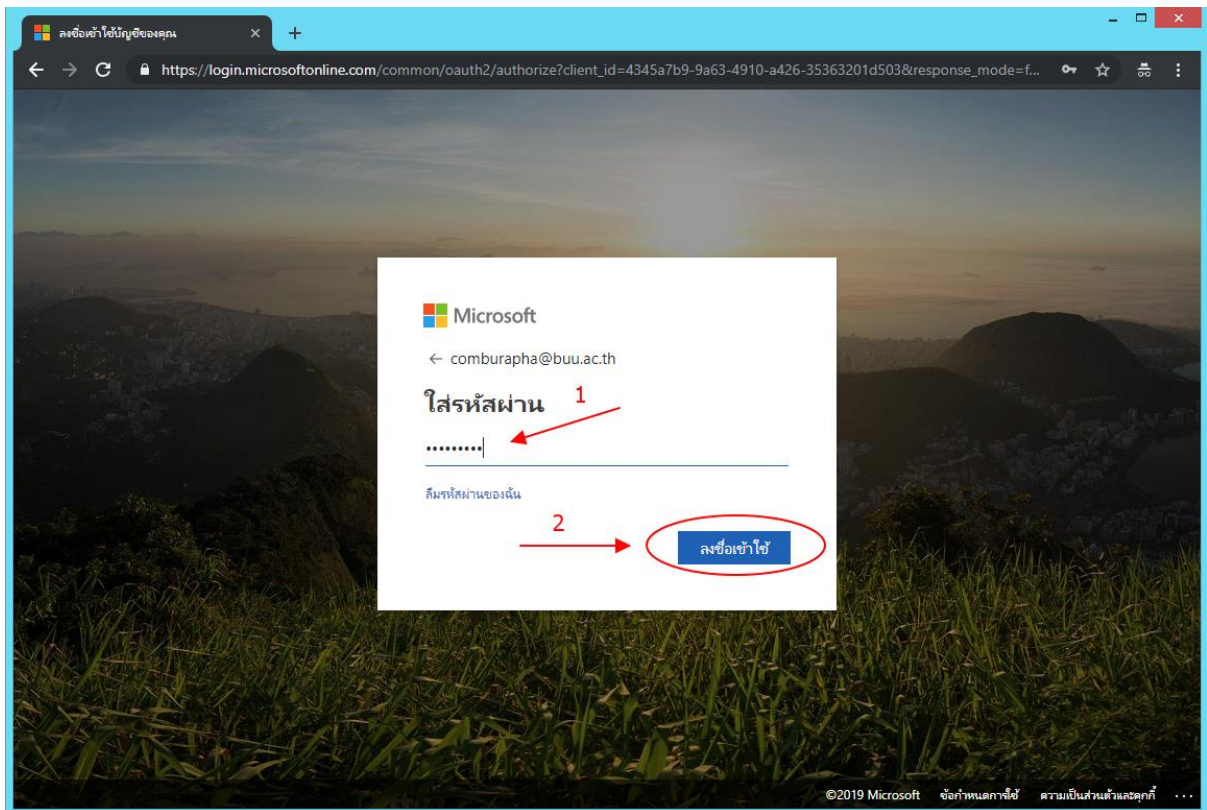 ลงชื่อเข้าใช้บัญชีของคุณ
https://login.microsoftonline.com/common/oauth2/authorize?client_id=4345a7b9-9a63-4910-a426-35363201d503&response_mode=f...
Microsoft
← comburapha@buu.ac.th
ใส่รหัสผ่าน
1
•••••••••
ลืมรหัสผ่านของฉัน
2
ลงชื่อเข้าใช้
©2019 Microsoft ข้อกำหนดการใช้ ความเป็นส่วนตัวและคุกกี้ ...